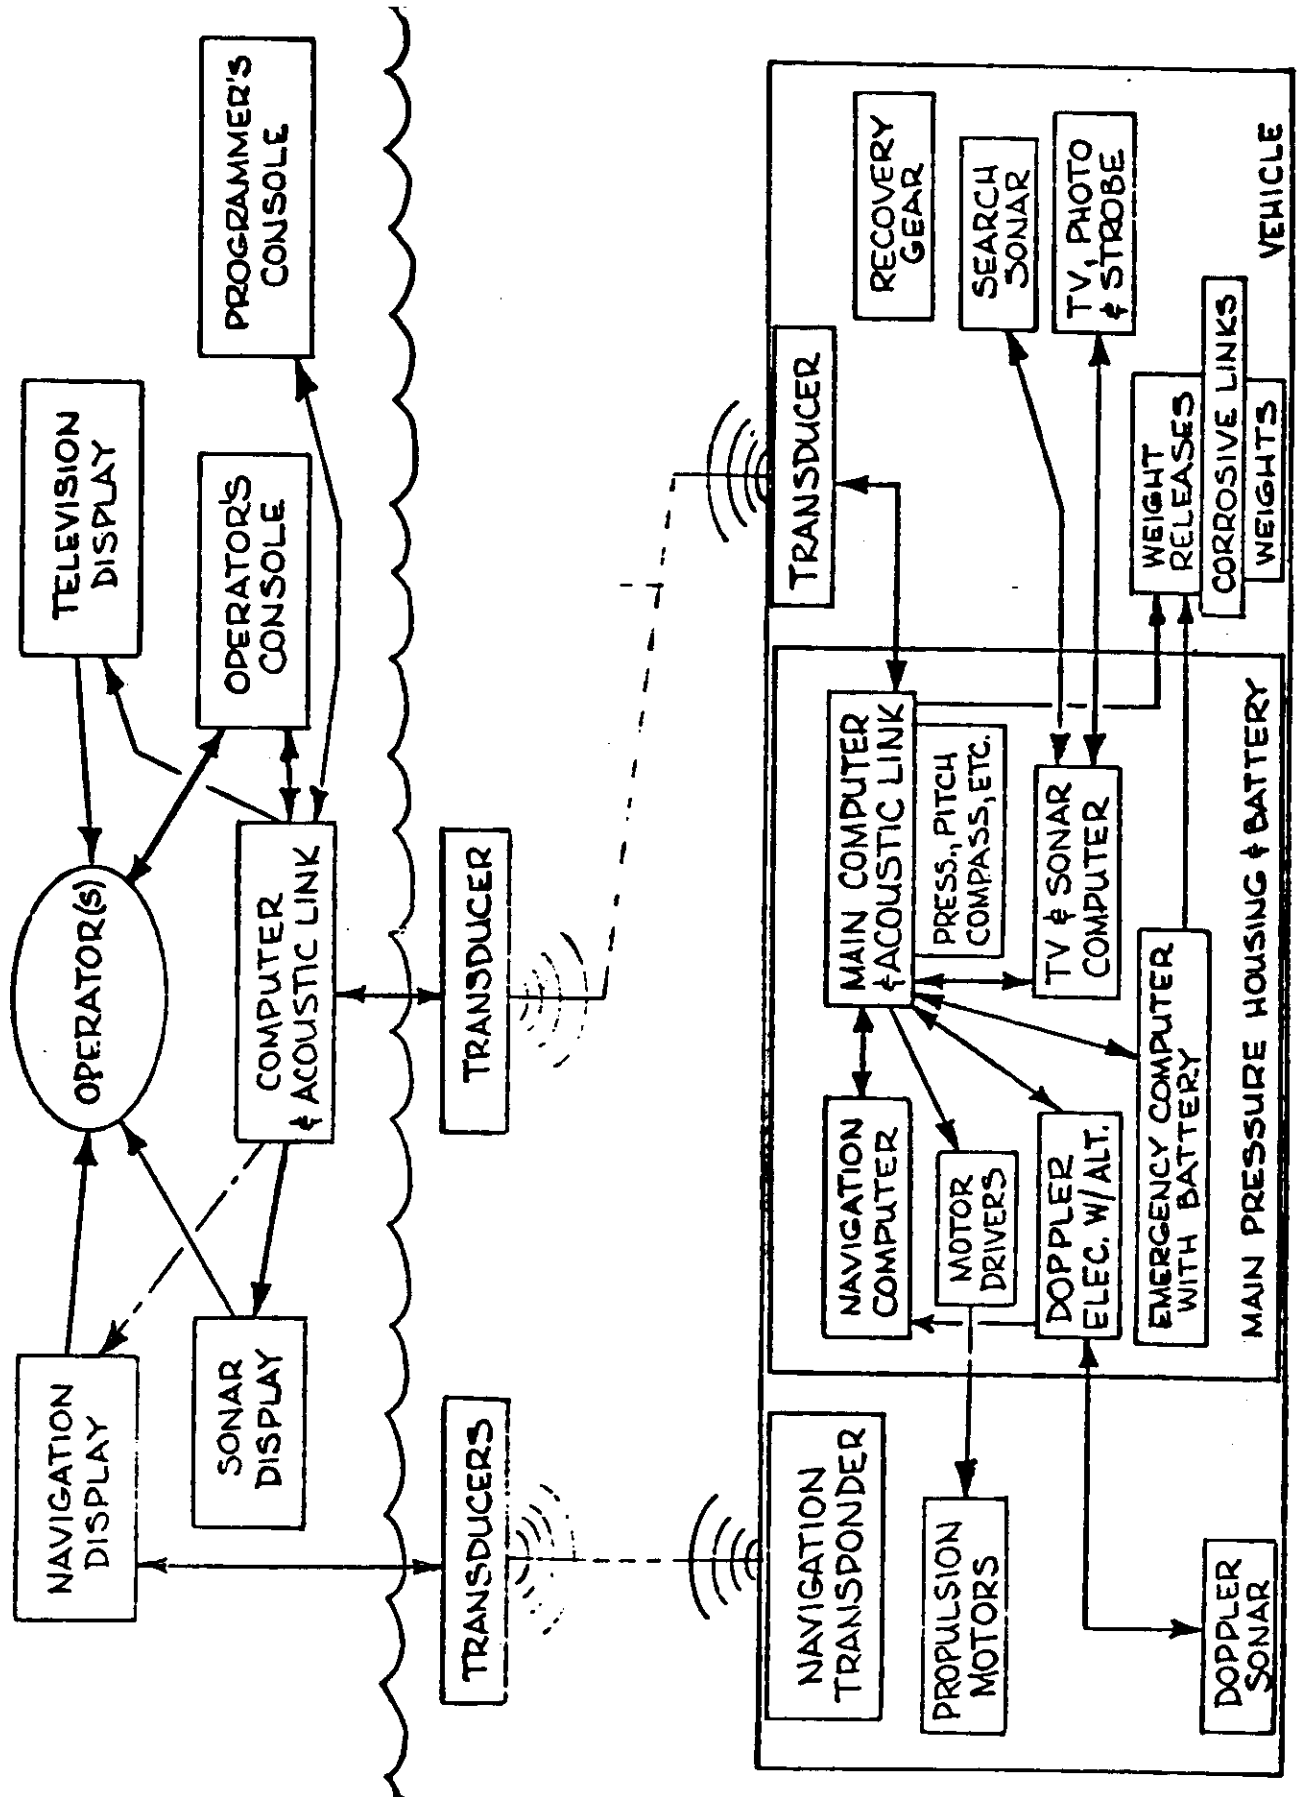 NAVIGATION
DISPLAY
OPERATOR(S)
TELEVISION
DISPLAY
SONAR
DISPLAY
COMPUTER
& ACOUSTIC LINK
OPERATOR'S
CONSOLE
PROGRAMMER'S
CONSOLE
TRANSDUCERS
TRANSDUCER
NAVIGATION
TRANSPONDER
TRANSDUCER
PROPULSION
MOTORS
DOPPLER
SONAR
NAVIGATION
COMPUTER
MOTOR
DRIVERS
DOPPLER
ELEC. W/ALT.
EMERGENCY COMPUTER
WITH BATTERY
MAIN COMPUTER
& ACOUSTIC LINK
PRESS., PITCH
COMPASS, ETC.
TV & SONAR
COMPUTER
MAIN PRESSURE HOUSING & BATTERY
RECOVERY
GEAR
SEARCH
SONAR
TV, PHOTO
& STROBE
WEIGHT
RELEASES
CORROSIVE LINKS
WEIGHTS
VEHICLE